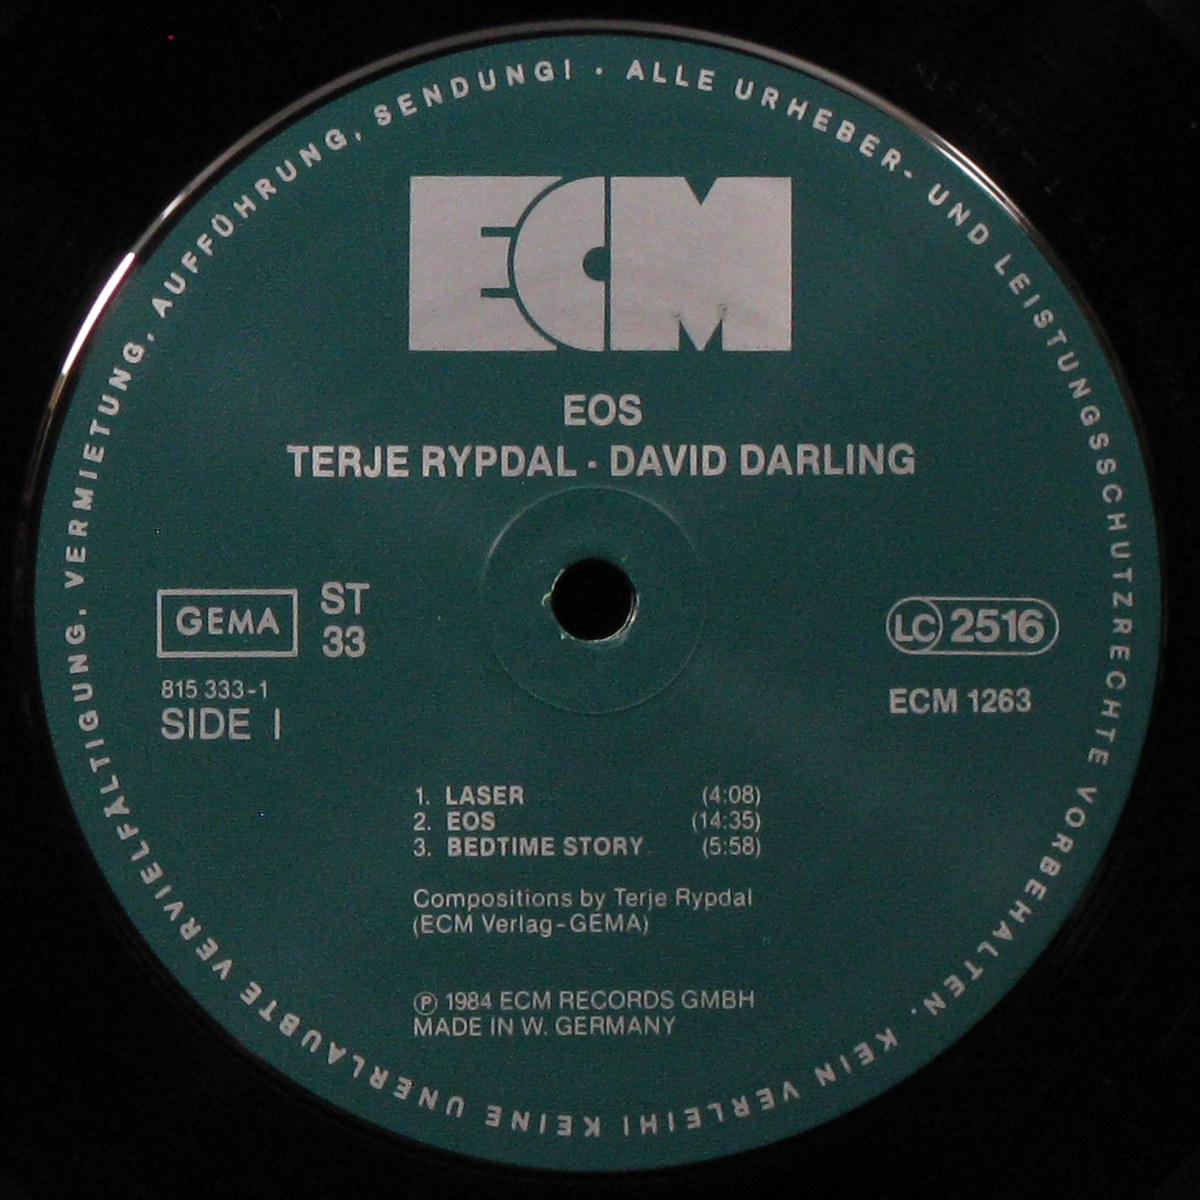 ECM
EOS
TERJE RYPDAL · DAVID DARLING
GEMA
ST
33
815 333-1
SIDE I
LC 2516
ECM 1263
1. LASER (4:08)
2. EOS (14:35)
3. BEDTIME STORY (5:58)
Compositions by Terje Rypdal
(ECM Verlag-GEMA)
Ⓟ 1984 ECM RECORDS GMBH
MADE IN W. GERMANY
ALLE URHEBER- UND LEISTUNGSSCHUTZRECHTE VORBEHALTEN. KEIN VERLEIH! KEINE UNERLAUBTE VERVIELFÄLTIGUNG, VERMIETUNG, AUFFÜHRUNG, SENDUNG! ·